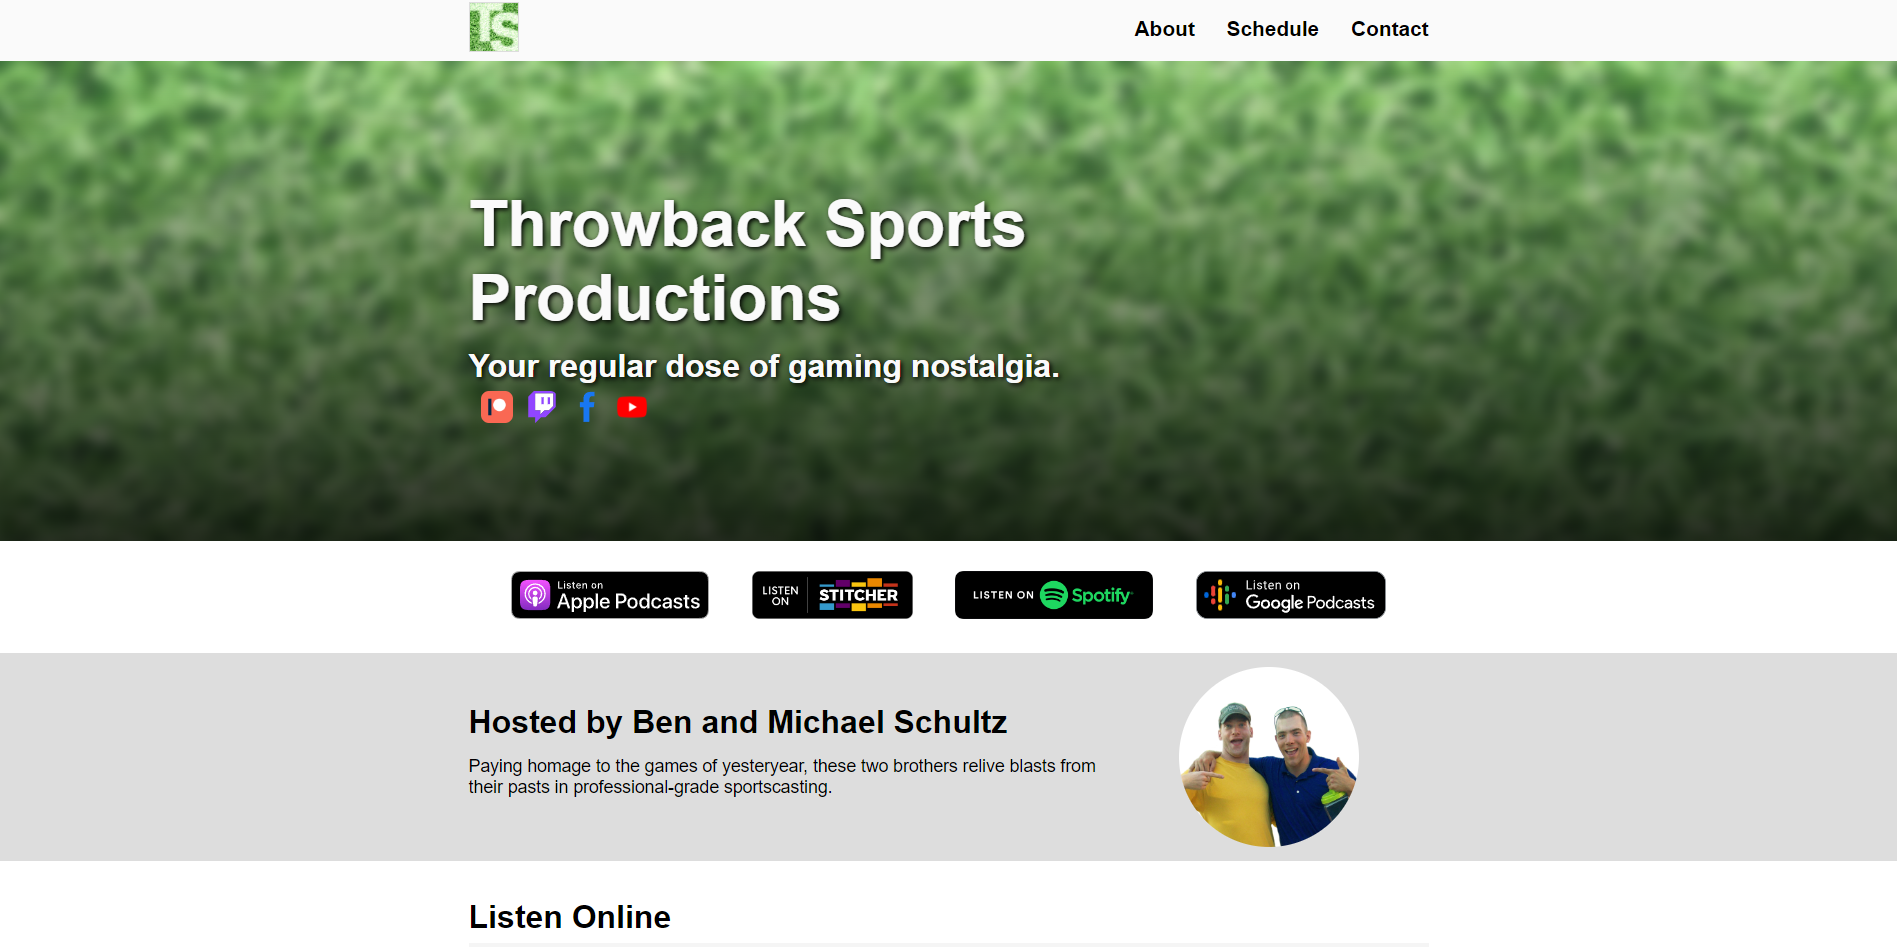 TS
About Schedule Contact
Throwback Sports
Productions
Your regular dose of gaming nostalgia.
Listen on
Apple Podcasts
LISTEN
ON
STITCHER
LISTEN ON Spotify
Listen on
Google Podcasts
Hosted by Ben and Michael Schultz
Paying homage to the games of yesteryear, these two brothers relive blasts from
their pasts in professional-grade sportscasting.
Listen Online